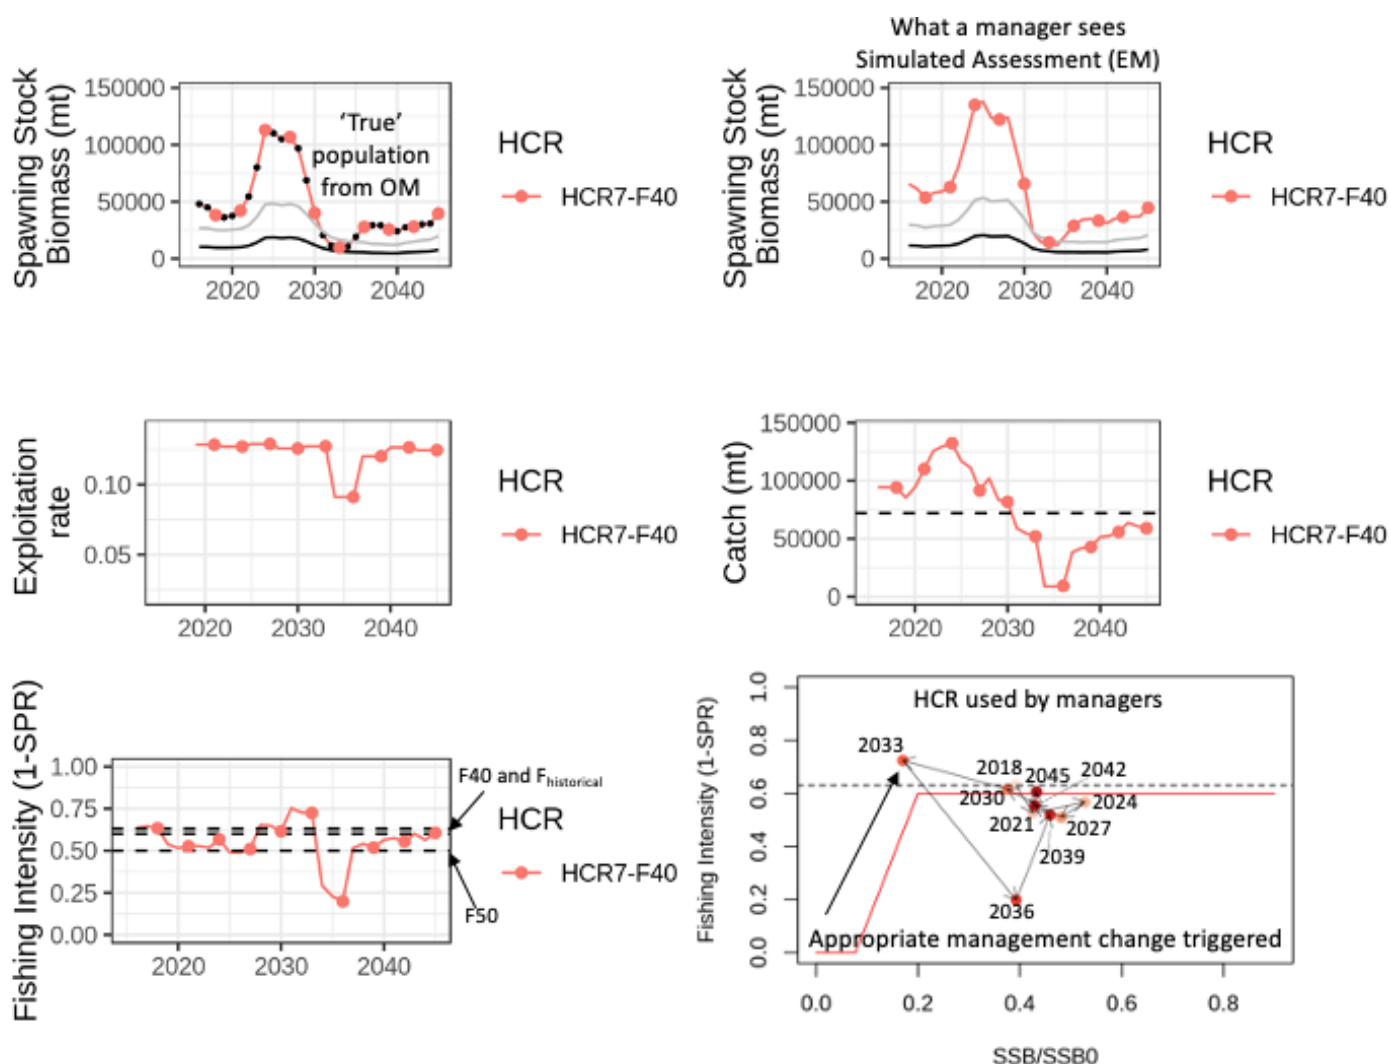 What a manager sees
Simulated Assessment (EM)
Spawning Stock
Biomass (mt)
150000
100000
50000
0
2020
2030
2040
'True'
population
from OM
HCR
HCR7-F40
Spawning Stock
Biomass (mt)
150000
100000
50000
0
2020
2030
2040
HCR
HCR7-F40
Exploitation
rate
0.10
0.05
2020
2030
2040
HCR
HCR7-F40
Catch (mt)
150000
100000
50000
0
2020
2030
2040
HCR
HCR7-F40
Fishing Intensity (1-SPR)
1.00
0.75
0.50
0.25
0.00
2020
2030
2040
F40 and Fhistorical
F50
HCR
HCR7-F40
Fishing Intensity (1-SPR)
1.0
0.8
0.6
0.4
0.2
0.0
HCR used by managers
2033
2018
2045
2042
2030
2024
2021
2027
2039
2036
Appropriate management change triggered
0.0
0.2
0.4
0.6
0.8
SSB/SSB0